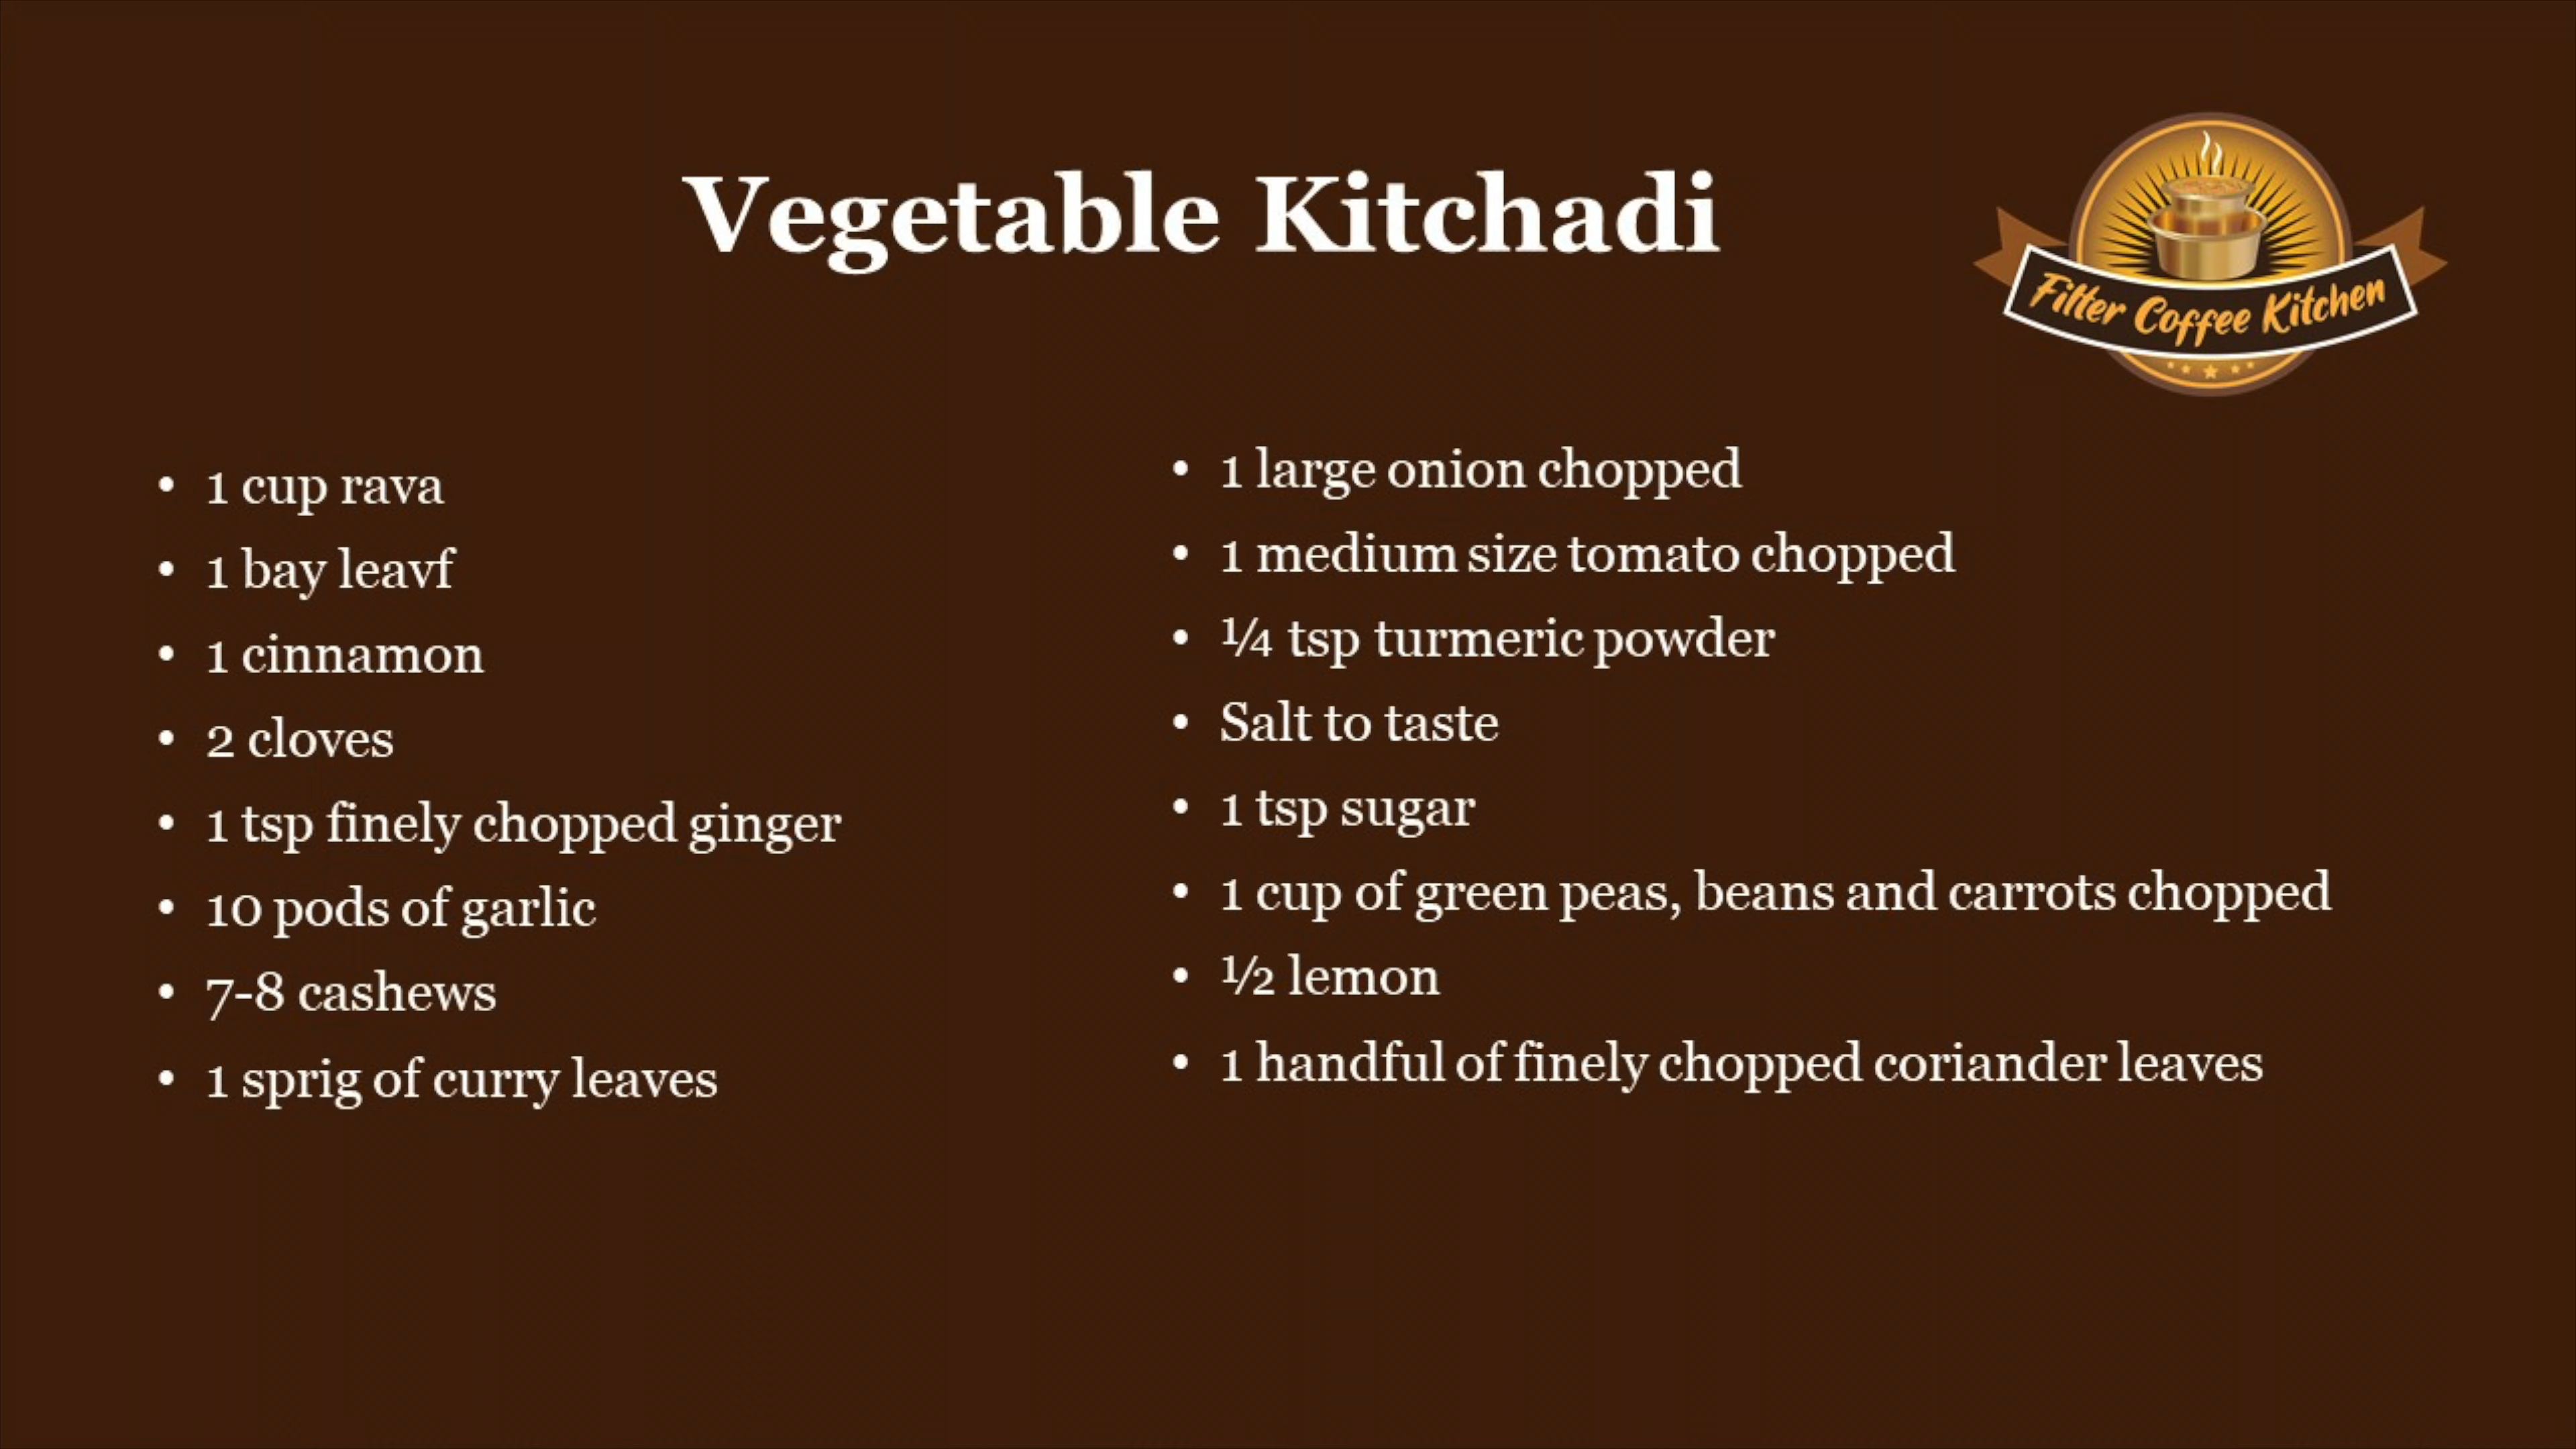 Vegetable Kitchadi
Filter Coffee Kitchen
• 1 cup rava
• 1 bay leavf
• 1 cinnamon
• 2 cloves
• 1 tsp finely chopped ginger
• 10 pods of garlic
• 7-8 cashews
• 1 sprig of curry leaves
• 1 large onion chopped
• 1 medium size tomato chopped
• ¼ tsp turmeric powder
• Salt to taste
• 1 tsp sugar
• 1 cup of green peas, beans and carrots chopped
• ½ lemon
• 1 handful of finely chopped coriander leaves